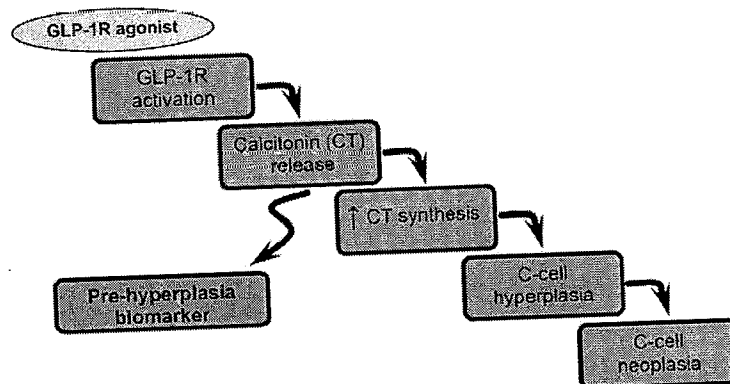 GLP-1R agonist
GLP-1R
activation
Calcitonin (CT)
release
↑ CT synthesis
Pre-hyperplasia
biomarker
C-cell
hyperplasia
C-cell
neoplasia